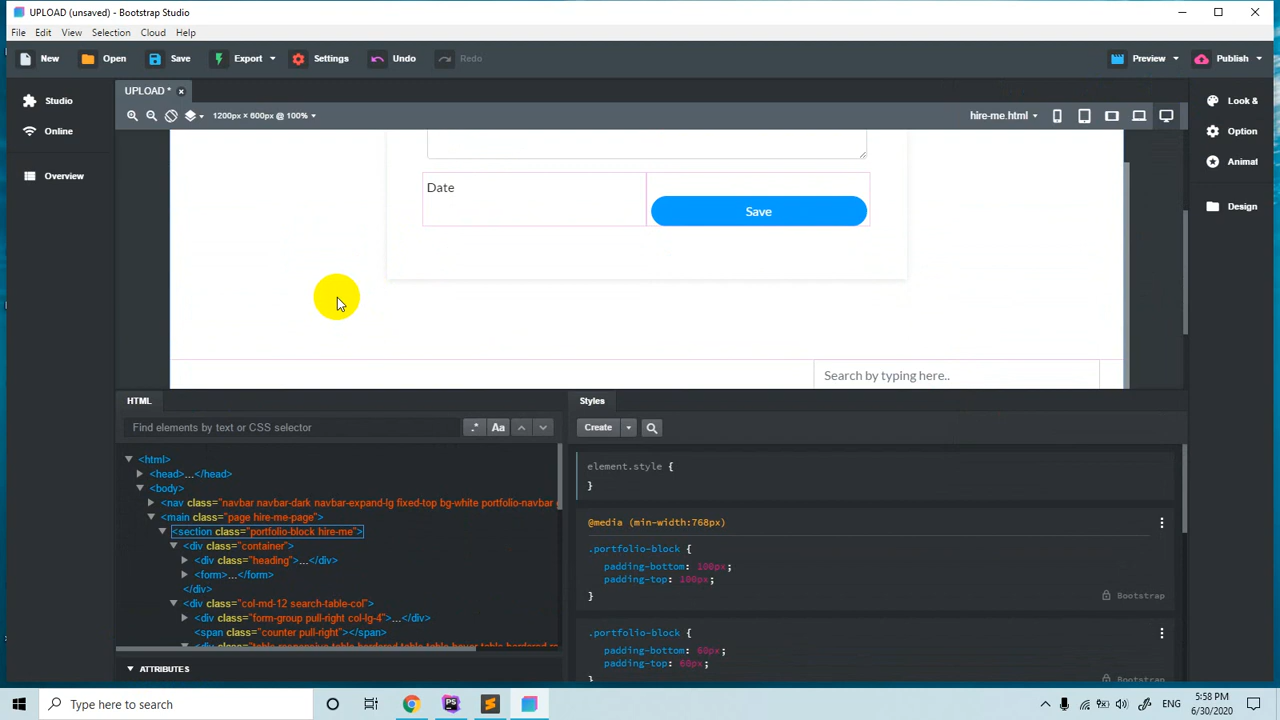 UPLOAD (unsaved) - Bootstrap Studio
File Edit View Selection Cloud Help
New Open Save Export Settings Undo Redo Preview Publish
Studio
Online
Overview
UPLOAD *
1200px × 600px @ 100%
hire-me.html
Look &
Option
Animat
Design
Date
Save
Search by typing here..
HTML
Find elements by text or CSS selector
.* Aa
<html>
<head>...</head>
<body>
<nav class="navbar navbar-dark navbar-expand-lg fixed-top bg-white portfolio-navbar
<main class="page hire-me-page">
<section class="portfolio-block hire-me">
<div class="container">
<div class="heading">...</div>
<form>...</form>
</div>
<div class="col-md-12 search-table-col">
<div class="form-group pull-right col-lg-4">...</div>
<span class="counter pull-right"></span>
ATTRIBUTES
Styles
Create
element.style {
}
@media (min-width:768px)
.portfolio-block {
padding-bottom: 100px;
padding-top: 100px;
}
Bootstrap
.portfolio-block {
padding-bottom: 60px;
padding-top: 60px;
Bootstrap
Type here to search
PS
ENG
5:58 PM
6/30/2020